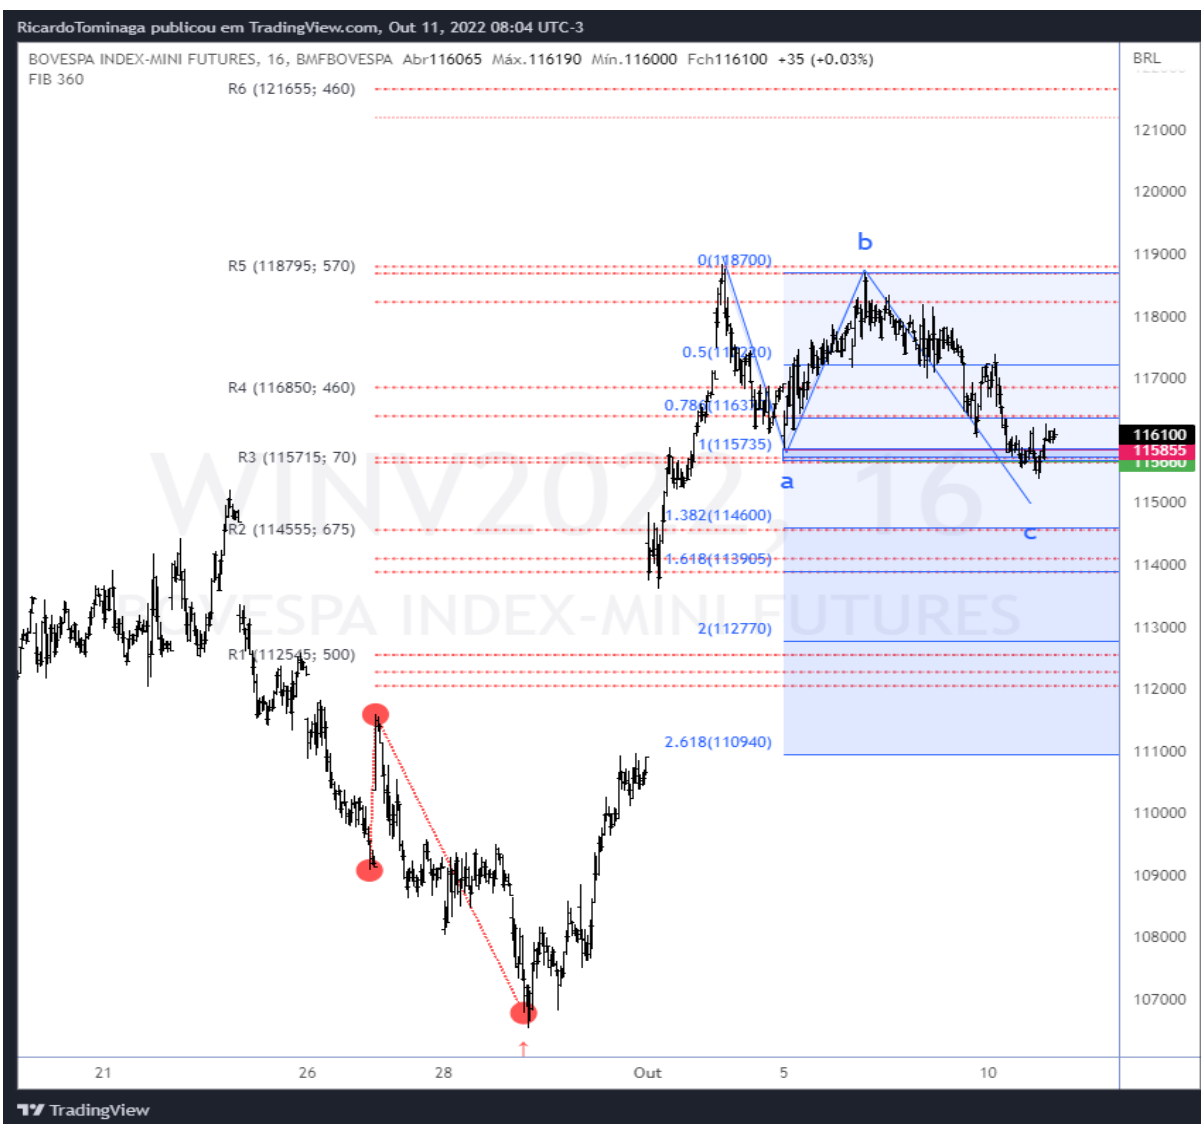 RicardoTominaga publicou em TradingView.com, Out 11, 2022 08:04 UTC-3
BOVESPA INDEX-MINI FUTURES, 16, BMFBOVESPA Abr116065 Máx.116190 Mín.116000 Fch116100 +35 (+0.03%)
BRL
FIB 360
R6 (121655; 460)
121000
120000
b
119000
0(118700)
R5 (118795; 570)
118000
0.5(117220)
117000
R4 (116850; 460)
116100
1(115735)
115855
R3 (115715; 70)
115660
a
WINV2022, 16
115000
1.382(114600)
R2 (114555; 675)
c
114000
1.618(113905)
BOVESPA INDEX-MINI FUTURES
113000
2(112770)
R1 (112545; 500)
112000
2.618(110940)
111000
110000
109000
108000
107000
21 26 28 Out 5 10
TradingView